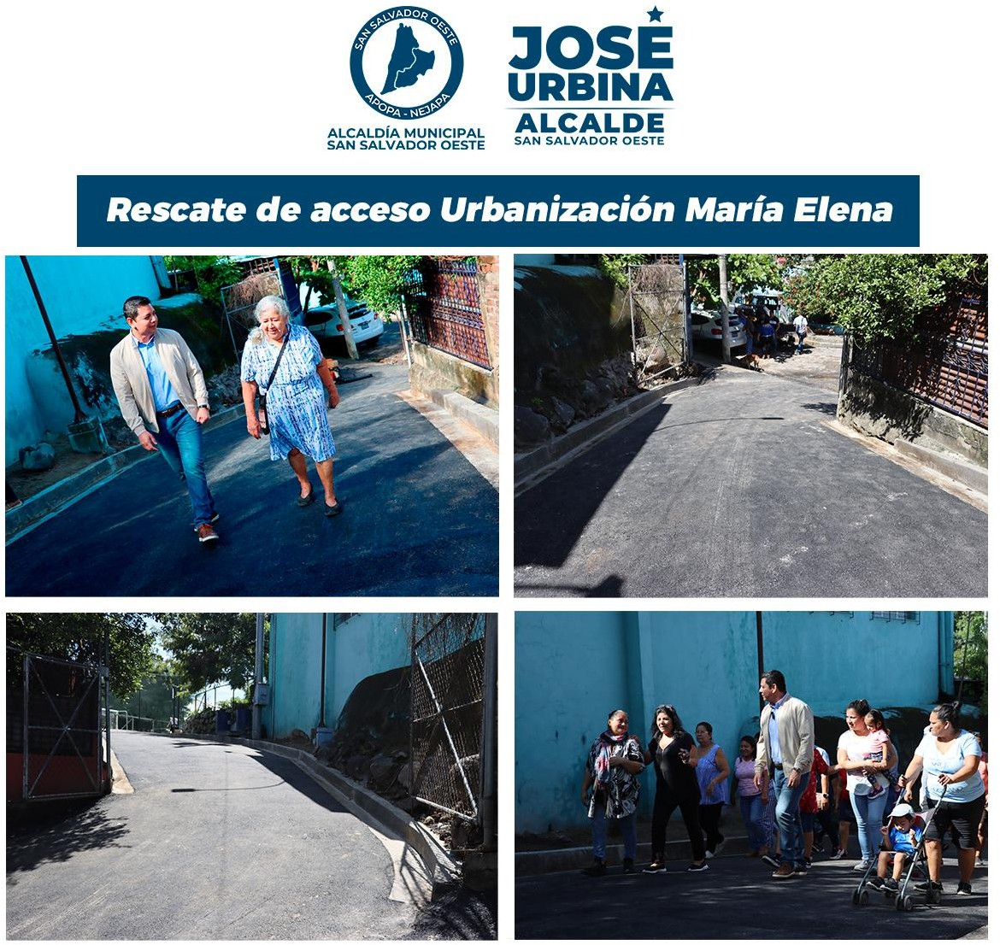 SAN SALVADOR OESTE
APOPA - NEJAPA
ALCALDÍA MUNICIPAL
SAN SALVADOR OESTE
JOSÉ
URBINA
ALCALDE
SAN SALVADOR OESTE
Rescate de acceso Urbanización María Elena